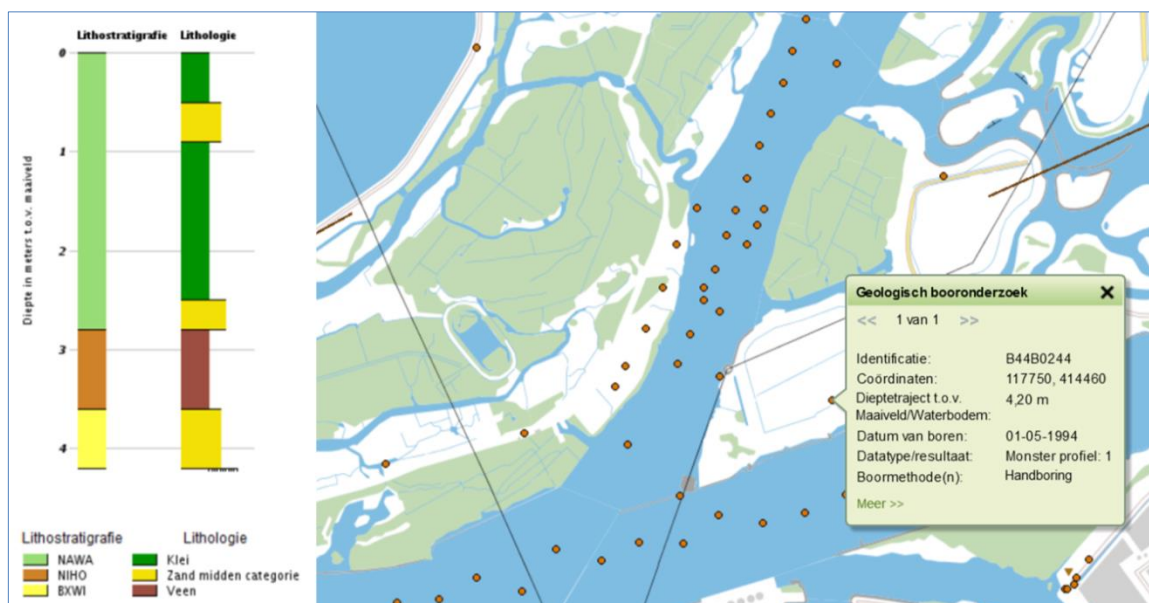 Lithostratigrafie Lithologie
0
1
2
3
4
Diepte in meters t.o.v. maaiveld
Lithostratigrafie Lithologie
NAWA Klei
NIHO Zand midden categorie
BXWI Veen
Geologisch booronderzoek
<< 1 van 1 >>
Identificatie: B44B0244
Coördinaten: 117750, 414460
Dieptetraject t.o.v. 4,20 m
Maaiveld/Waterbodem:
Datum van boren: 01-05-1994
Datatype/resultaat: Monster profiel: 1
Boormethode(n): Handboring
Meer >>